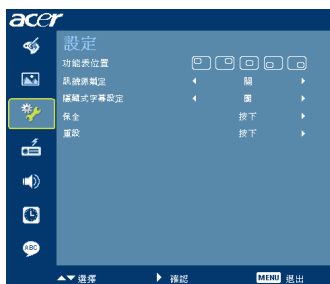 acer
設定
功能表位置
訊號源鎖定 關
隱藏式字幕設定 關
保全 按下
重設 按下
ABC
選擇 確認 MENU 退出